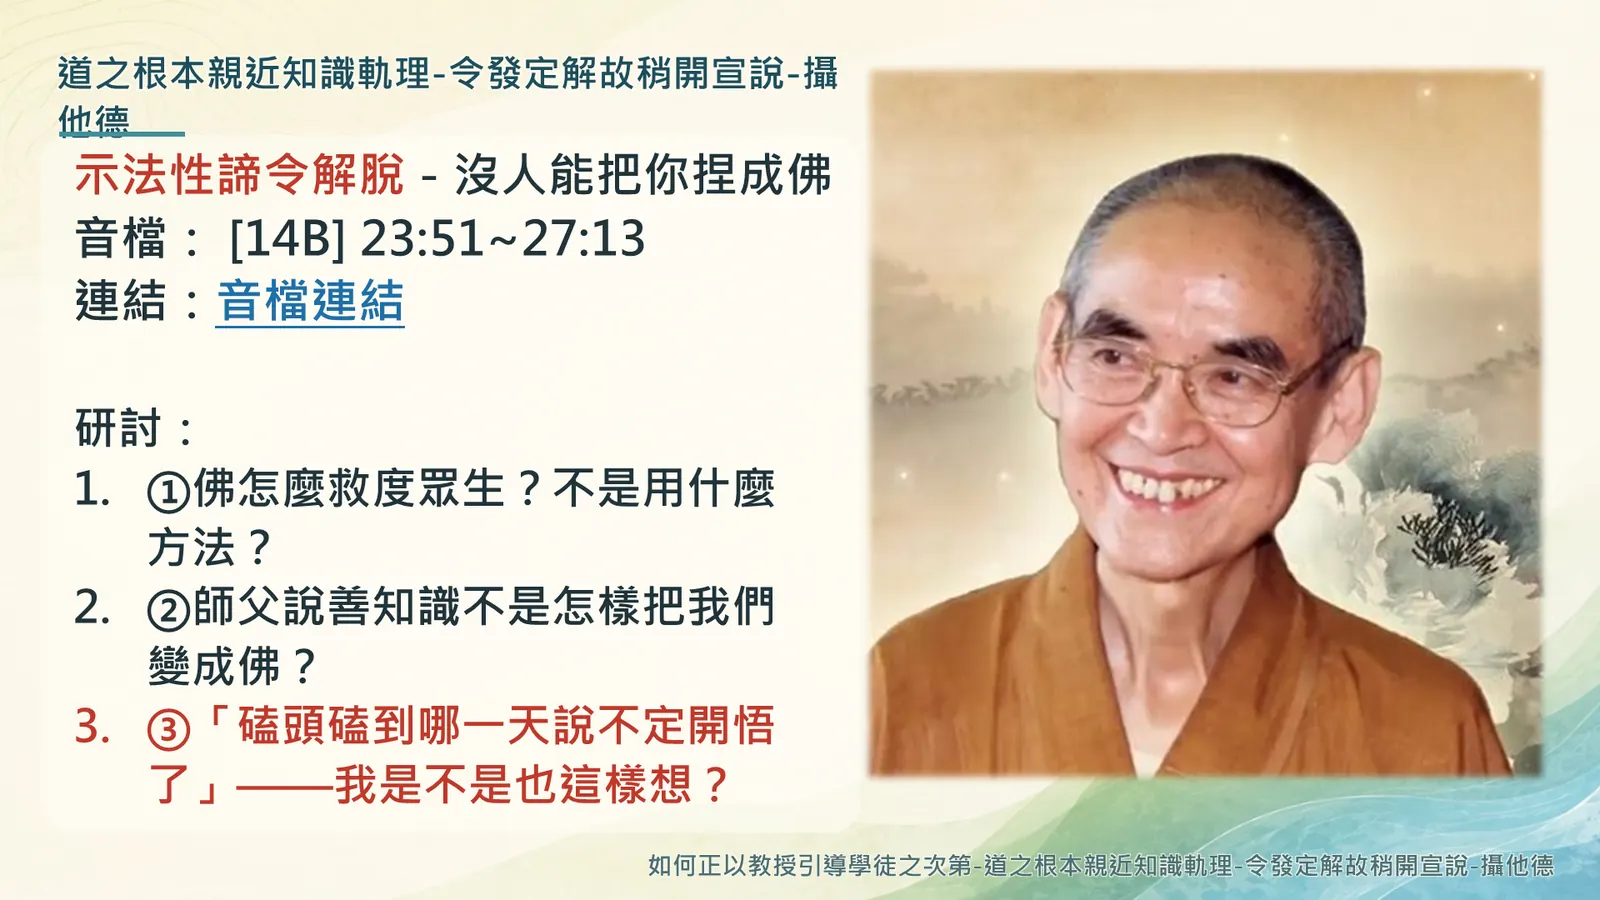 道之根本親近知識軌理-令發定解故稍開宣說-攝
他德
示法性諦令解脫 - 沒人能把你捏成佛
音檔： [14B] 23:51~27:13
連結：音檔連結
研討：
1. ①佛怎麼救度眾生？不是用什麼
方法？
2. ②師父說善知識不是怎樣把我們
變成佛？
3. ③「磕頭磕到哪一天說不定開悟
了」——我是不是也這樣想？
如何正以教授引導學徒之次第-道之根本親近知識軌理-令發定解故稍開宣說-攝他德